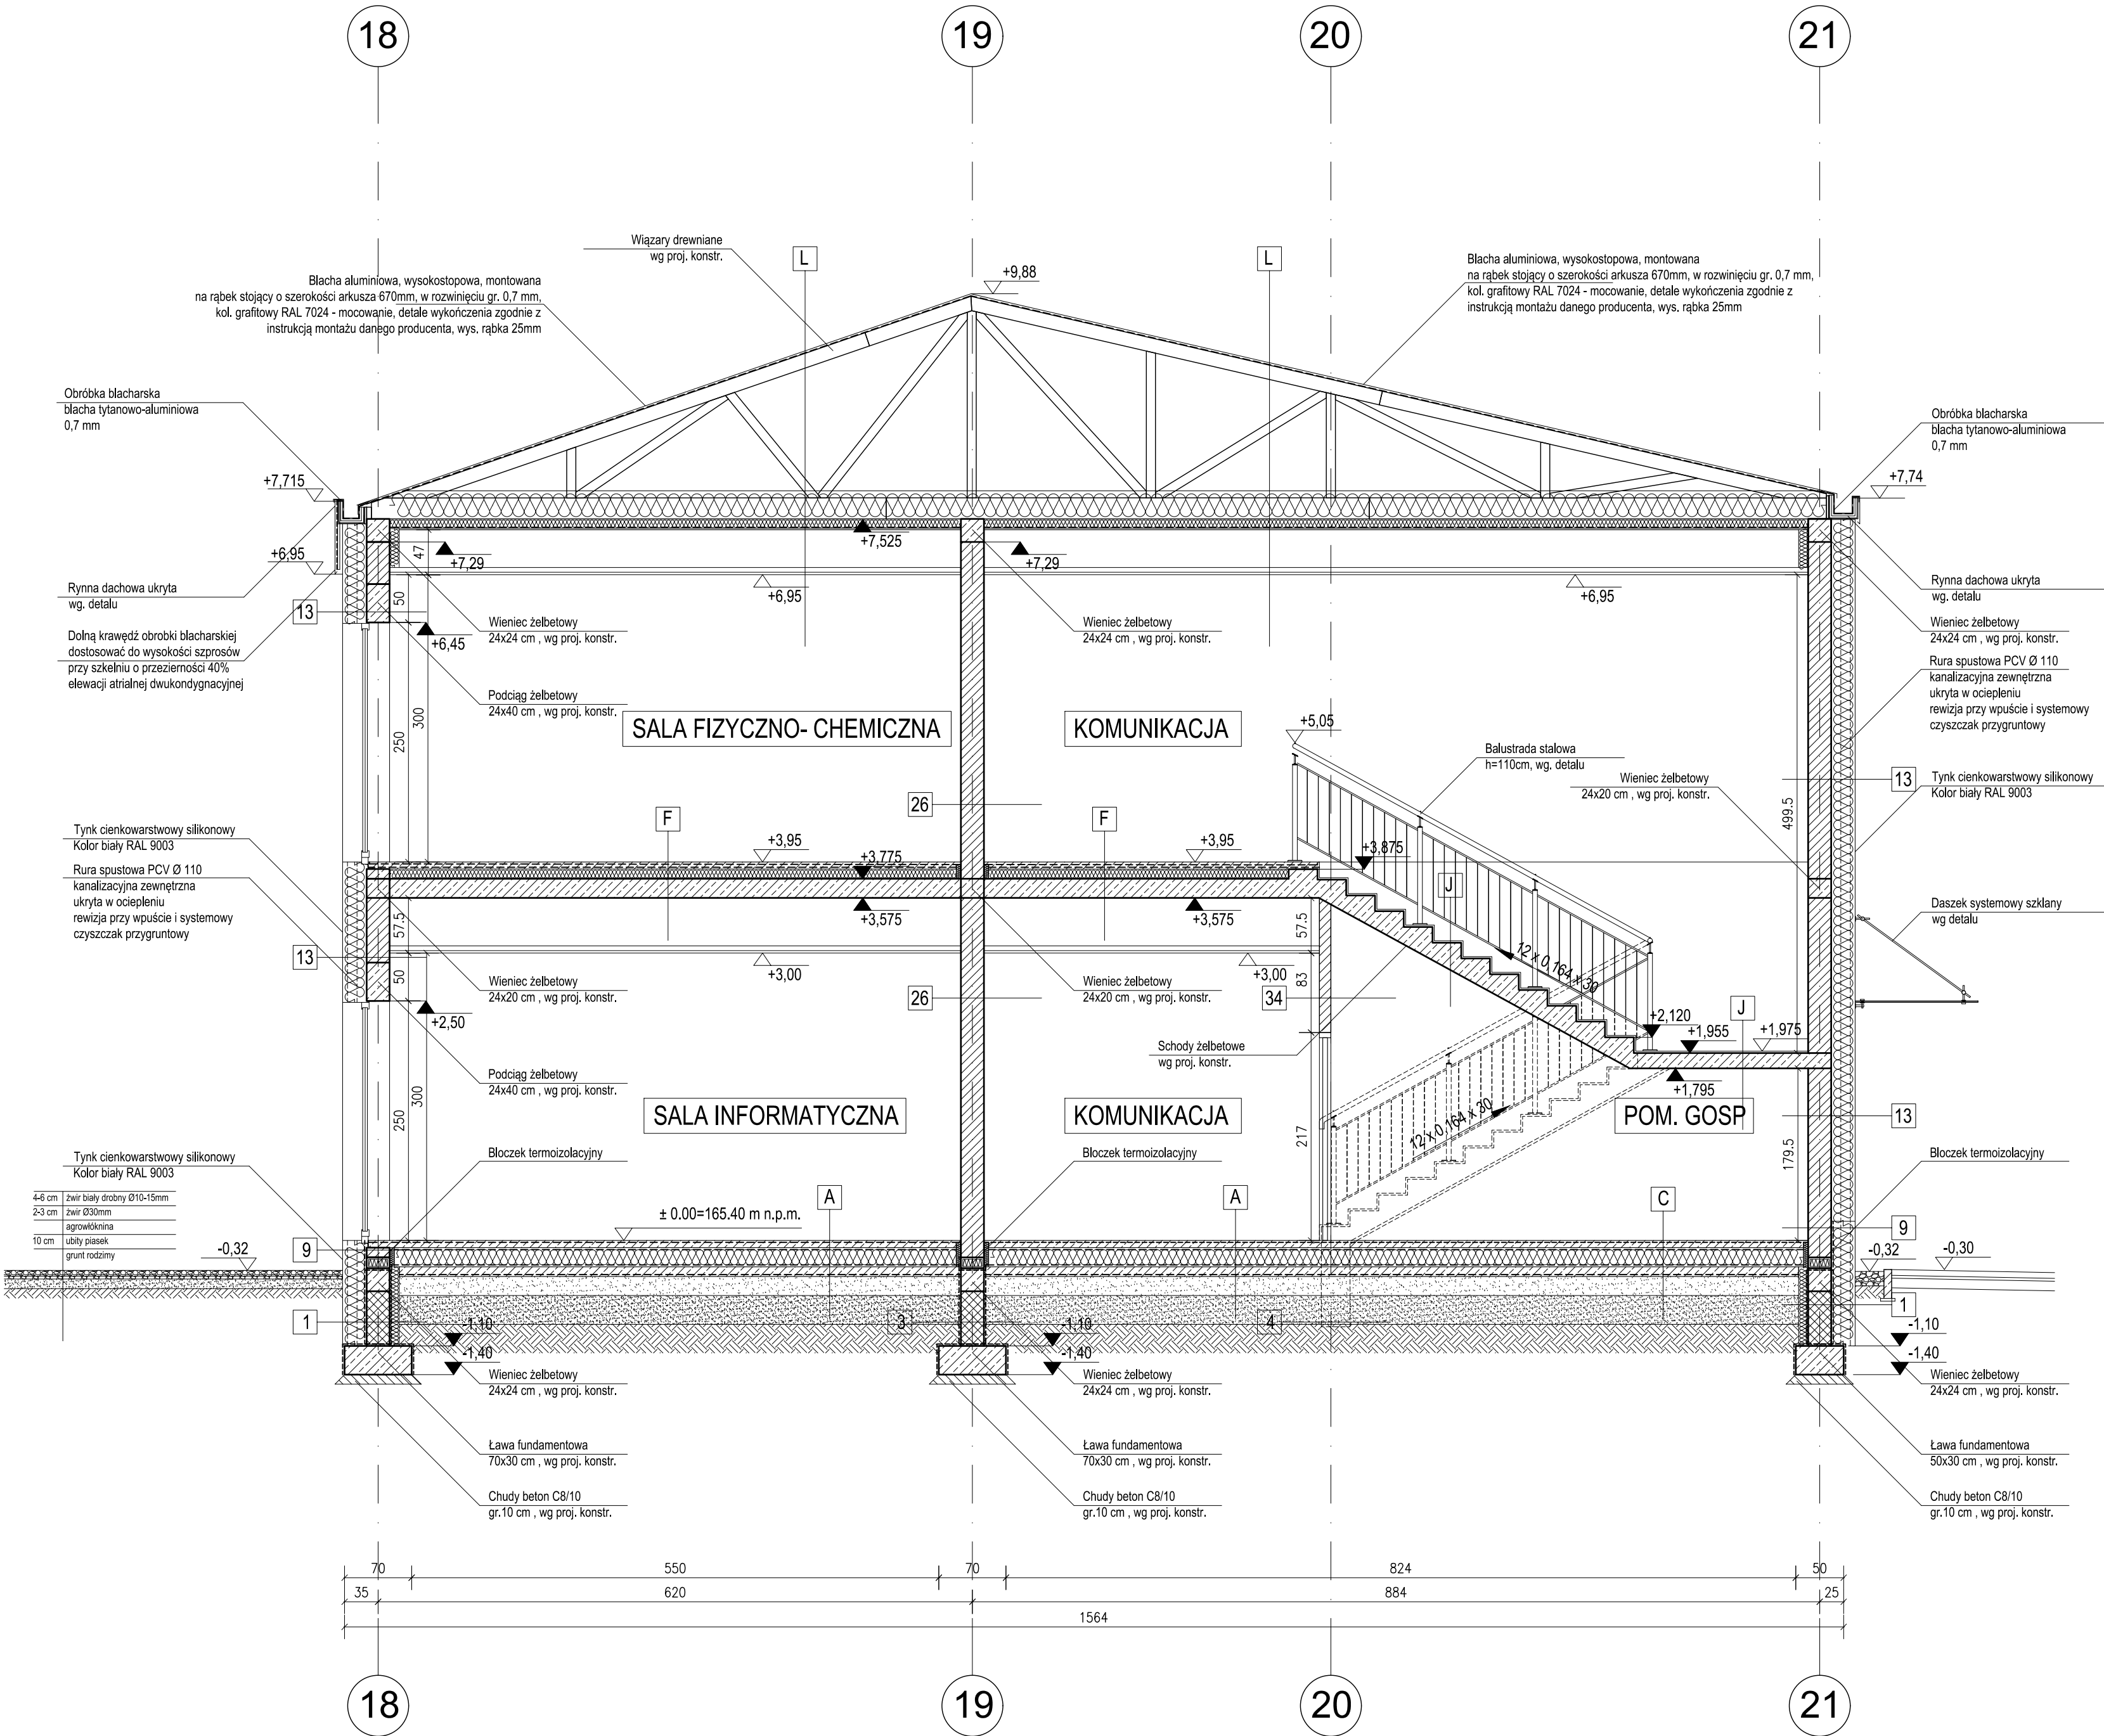 18
19
20
21
Wiązary drewniane
wg proj. konstr.
L
L
+9,88
Blacha aluminiowa, wysokostopowa, montowana
na rąbek stojący o szerokości arkusza 670mm, w rozwinięciu gr. 0,7 mm,
kol. grafitowy RAL 7024 - mocowanie, detale wykończenia zgodnie z
instrukcją montażu danego producenta, wys. rąbka 25mm
Blacha aluminiowa, wysokostopowa, montowana
na rąbek stojący o szerokości arkusza 670mm, w rozwinięciu gr. 0,7 mm,
kol. grafitowy RAL 7024 - mocowanie, detale wykończenia zgodnie z
instrukcją montażu danego producenta, wys. rąbka 25mm
Obróbka blacharska
blacha tytanowo-aluminiowa
0,7 mm
Obróbka blacharska
blacha tytanowo-aluminiowa
0,7 mm
+7,715
+7,74
+6,95
47
+7,29
+7,525
+7,29
+6,95
+6,95
Rynna dachowa ukryta
wg. detalu
Rynna dachowa ukryta
wg. detalu
13
50
+6,45
Wieniec żelbetowy
24x24 cm , wg proj. konstr.
Wieniec żelbetowy
24x24 cm , wg proj. konstr.
Wieniec żelbetowy
24x24 cm , wg proj. konstr.
Dolną krawędź obrobki blacharskiej
dostosować do wysokości szprosów
przy szkelniu o przezierności 40%
elewacji atrialnej dwukondygnacyjnej
Rura spustowa PCV Ø 110
kanalizacyjna zewnętrzna
ukryta w ociepleniu
rewizja przy wpuście i systemowy
czyszczak przygruntowy
Podciąg żelbetowy
24x40 cm , wg proj. konstr.
250
300
SALA FIZYCZNO- CHEMICZNA
KOMUNIKACJA
+5,05
Balustrada stalowa
h=110cm, wg. detalu
Wieniec żelbetowy
24x20 cm , wg proj. konstr.
13
Tynk cienkowarstwowy silikonowy
Kolor biały RAL 9003
26
499.5
F
F
Tynk cienkowarstwowy silikonowy
Kolor biały RAL 9003
+3,95
+3,775
+3,95
+3,875
Rura spustowa PCV Ø 110
kanalizacyjna zewnętrzna
ukryta w ociepleniu
rewizja przy wpuście i systemowy
czyszczak przygruntowy
J
57.5
+3,575
+3,575
57.5
Daszek systemowy szklany
wg detalu
13
50
+3,00
+3,00
83
12 x 0,164 x 30
Wieniec żelbetowy
24x20 cm , wg proj. konstr.
Wieniec żelbetowy
24x20 cm , wg proj. konstr.
26
34
J
+2,50
+2,120
+1,955
+1,975
Schody żelbetowe
wg proj. konstr.
Podciąg żelbetowy
24x40 cm , wg proj. konstr.
+1,795
250
300
SALA INFORMATYCZNA
KOMUNIKACJA
217
12 x 0,164 x 30
POM. GOSP
13
179.5
Tynk cienkowarstwowy silikonowy
Kolor biały RAL 9003
Bloczek termoizolacyjny
Bloczek termoizolacyjny
Bloczek termoizolacyjny
4-6 cm żwir biały drobny Ø10-15mm
2-3 cm żwir Ø30mm
agrowłóknina
10 cm ubity piasek
grunt rodzimy
± 0.00=165.40 m n.p.m.
A
A
C
-0,32
9
9
-0,32
-0,30
1
3
4
1
-1,10
-1,10
-1,10
-1,40
-1,40
-1,40
Wieniec żelbetowy
24x24 cm , wg proj. konstr.
Wieniec żelbetowy
24x24 cm , wg proj. konstr.
Wieniec żelbetowy
24x24 cm , wg proj. konstr.
Ława fundamentowa
70x30 cm , wg proj. konstr.
Ława fundamentowa
70x30 cm , wg proj. konstr.
Ława fundamentowa
50x30 cm , wg proj. konstr.
Chudy beton C8/10
gr.10 cm , wg proj. konstr.
Chudy beton C8/10
gr.10 cm , wg proj. konstr.
Chudy beton C8/10
gr.10 cm , wg proj. konstr.
70
550
70
824
50
35
620
884
25
1564
18
19
20
21